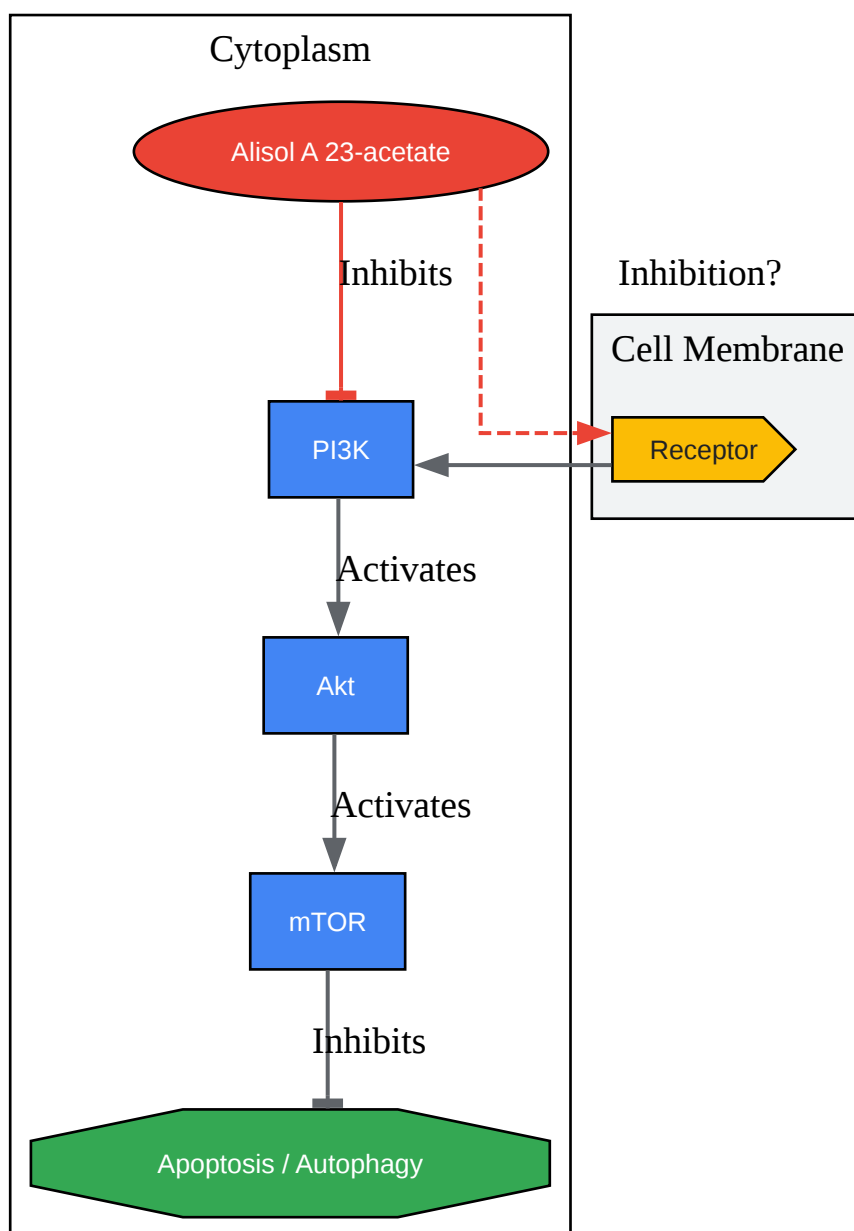 Cytoplasm
Alisol A 23-acetate
Inhibits
Inhibition?
Cell Membrane
PI3K
Receptor
Activates
Akt
Activates
mTOR
Inhibits
Apoptosis / Autophagy